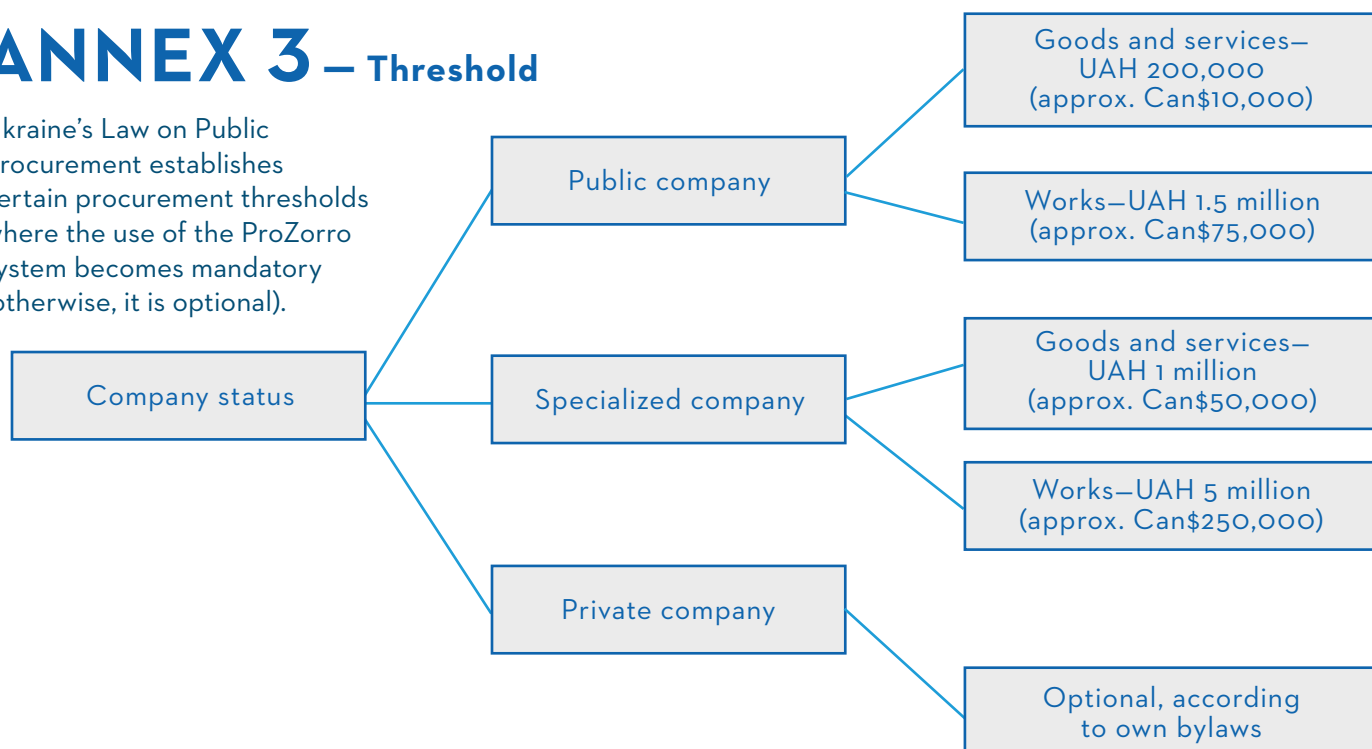 ANNEX 3 – Threshold
kraine's Law on Public
rocurement establishes
ertain procurement thresholds
where the use of the ProZorro
ystem becomes mandatory
otherwise, it is optional).
Company status
Public company
Goods and services–
UAH 200,000
(approx. Can$10,000)
Works–UAH 1.5 million
(approx. Can$75,000)
Specialized company
Goods and services–
UAH 1 million
(approx. Can$50,000)
Works–UAH 5 million
(approx. Can$250,000)
Private company
Optional, according
to own bylaws